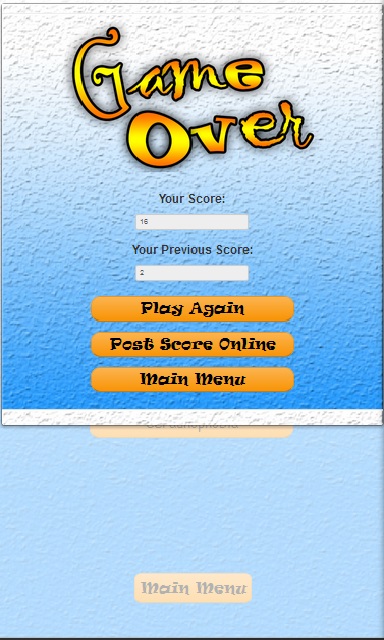 Game
Over
Your Score:
16
Your Previous Score:
2
Play Again
Post Score Online
Main Menu
Main Menu